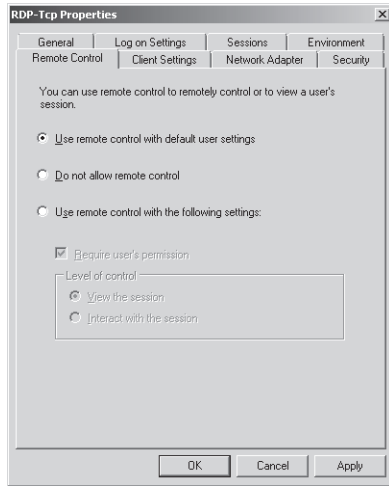 RDP-Tcp Properties
General Log on Settings Sessions Environment
Remote Control Client Settings Network Adapter Security
You can use remote control to remotely control or to view a user's
session.
Use remote control with default user settings
Do not allow remote control
Use remote control with the following settings:
Require user's permission
Level of control
View the session
Interact with the session
OK Cancel Apply